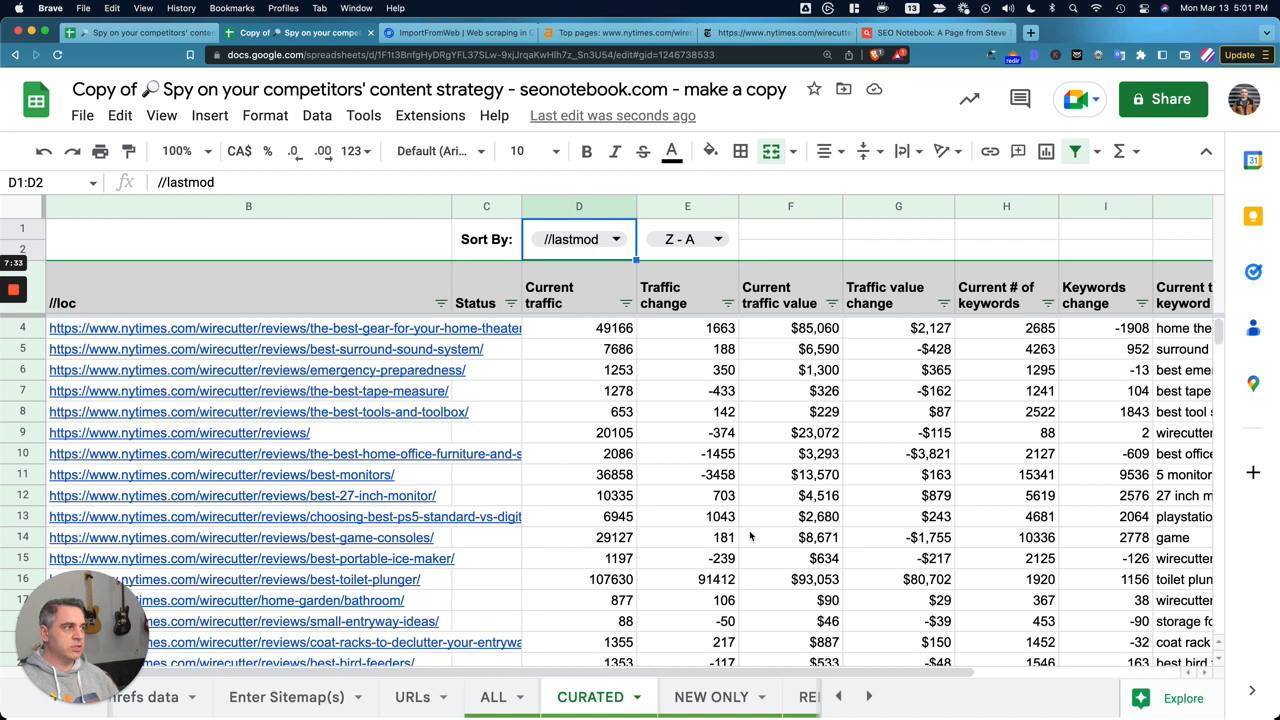 Brave File Edit View History Bookmarks Profiles Tab Window Help 13 Mon Mar 13 5:01 PM
Spy on your competitors' conten Copy of Spy on your competito ImportFromWeb | Web scraping in Top pages: www.nytimes.com/wirec https://www.nytimes.com/wirecutter SEO Notebook: A Page from Steve T
docs.google.com/spreadsheets/d/1F1t3BnfgHyDRgYFL37SLw-9xjJrqaKwHlh7z_Sn3U54/edit#gid=1246738533 Update
Copy of 🔎 Spy on your competitors' content strategy - seonotebook.com - make a copy
Share
File Edit View Insert Format Data Tools Extensions Help Last edit was seconds ago
100% CA$ % .0 .00 123 Default (Ari... 10 B I S A
D1:D2 fx //lastmod
B C D E F G H I
1 Sort By: //lastmod Z - A
2
7:33
//loc Status Current traffic Traffic change Current traffic value Traffic value change Current # of keywords Keywords change Current t keyword
4 https://www.nytimes.com/wirecutter/reviews/the-best-gear-for-your-home-theater 49166 1663 $85,060 $2,127 2685 -1908 home the
5 https://www.nytimes.com/wirecutter/reviews/best-surround-sound-system/ 7686 188 $6,590 -$428 4263 952 surround
6 https://www.nytimes.com/wirecutter/reviews/emergency-preparedness/ 1253 350 $1,300 $365 1295 -13 best eme
7 https://www.nytimes.com/wirecutter/reviews/the-best-tape-measure/ 1278 -433 $326 -$162 1241 104 best tape
8 https://www.nytimes.com/wirecutter/reviews/the-best-tools-and-toolbox/ 653 142 $229 $87 2522 1843 best tool s
9 https://www.nytimes.com/wirecutter/reviews/ 20105 -374 $23,072 -$115 88 2 wirecutter
10 https://www.nytimes.com/wirecutter/reviews/the-best-home-office-furniture-and-s 2086 -1455 $3,293 -$3,821 2127 -609 best office
11 https://www.nytimes.com/wirecutter/reviews/best-monitors/ 36858 -3458 $13,570 $163 15341 9536 5 monitor
12 https://www.nytimes.com/wirecutter/reviews/best-27-inch-monitor/ 10335 703 $4,516 $879 5619 2576 27 inch m
13 https://www.nytimes.com/wirecutter/reviews/choosing-best-ps5-standard-vs-digit 6945 1043 $2,680 $243 4681 2064 playstation
14 https://www.nytimes.com/wirecutter/reviews/best-game-consoles/ 29127 181 $8,671 -$1,755 10336 2778 game
15 https://www.nytimes.com/wirecutter/reviews/best-portable-ice-maker/ 1197 -239 $634 -$217 2125 -126 wirecutter
16 https://www.nytimes.com/wirecutter/reviews/best-toilet-plunger/ 107630 91412 $93,053 $80,702 1920 1156 toilet plun
17 nytimes.com/wirecutter/home-garden/bathroom/ 877 106 $90 $29 367 38 wirecutter
nytimes.com/wirecutter/small-entryway-ideas/ 88 -50 $46 -$39 453 -90 storage fo
nytimes.com/wirecutter/reviews/coat-racks-to-declutter-your-entrywa 1355 217 $887 $150 1452 -32 coat rack
nytimes.com/wirecutter/reviews/best-bird-feeders/ 1353 -117 $533 -$48 1546 163 best bird
hrefs data Enter Sitemap(s) URLs ALL CURATED NEW ONLY RE Explore